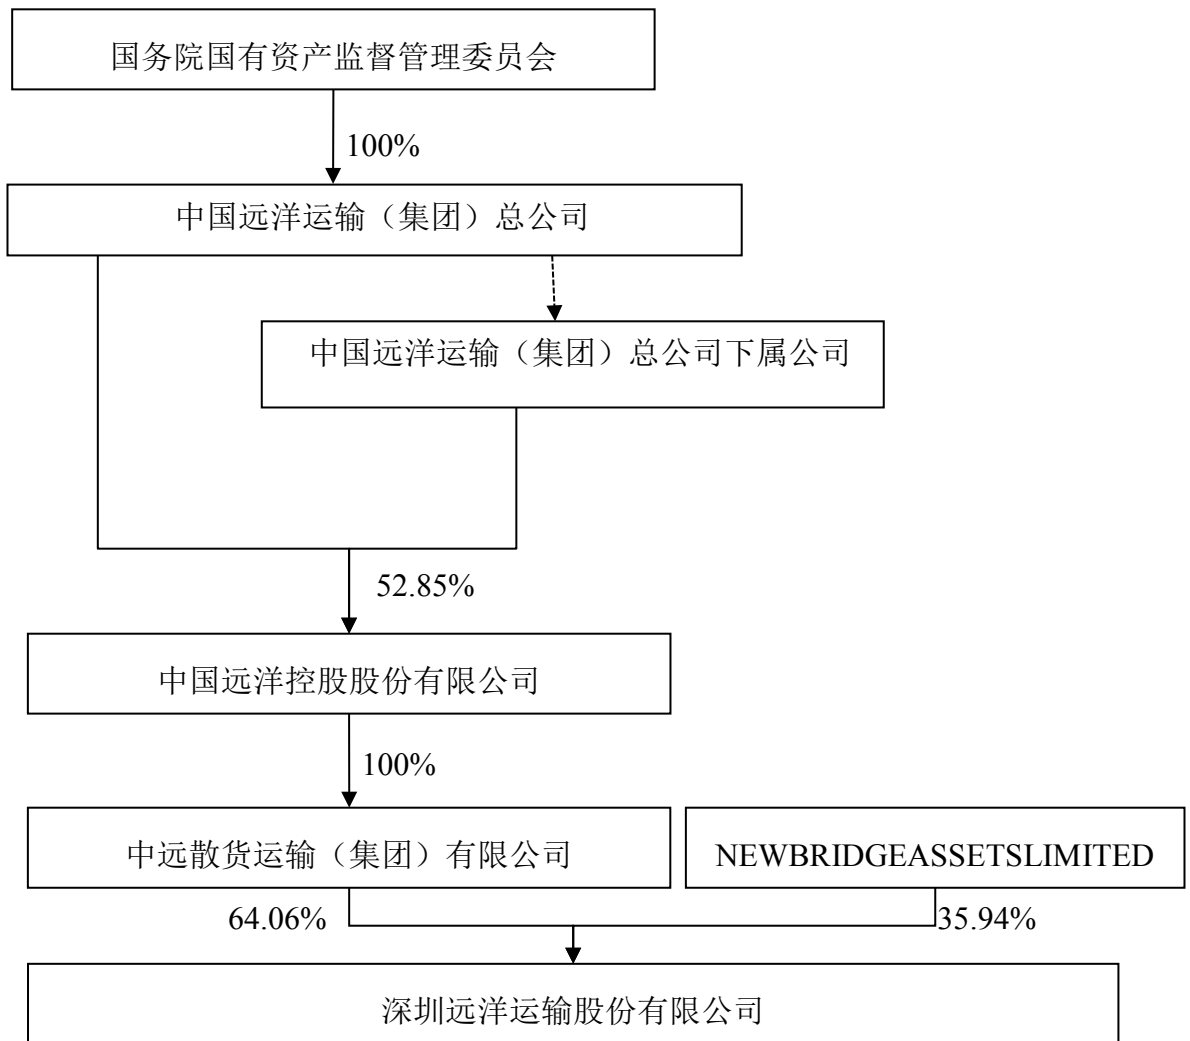 国务院国有资产监督管理委员会
100%
中国远洋运输（集团）总公司
中国远洋运输（集团）总公司下属公司
52.85%
中国远洋控股股份有限公司
100%
中远散货运输（集团）有限公司
NEWBRIDGEASSETSLIMITED
64.06%
35.94%
深圳远洋运输股份有限公司